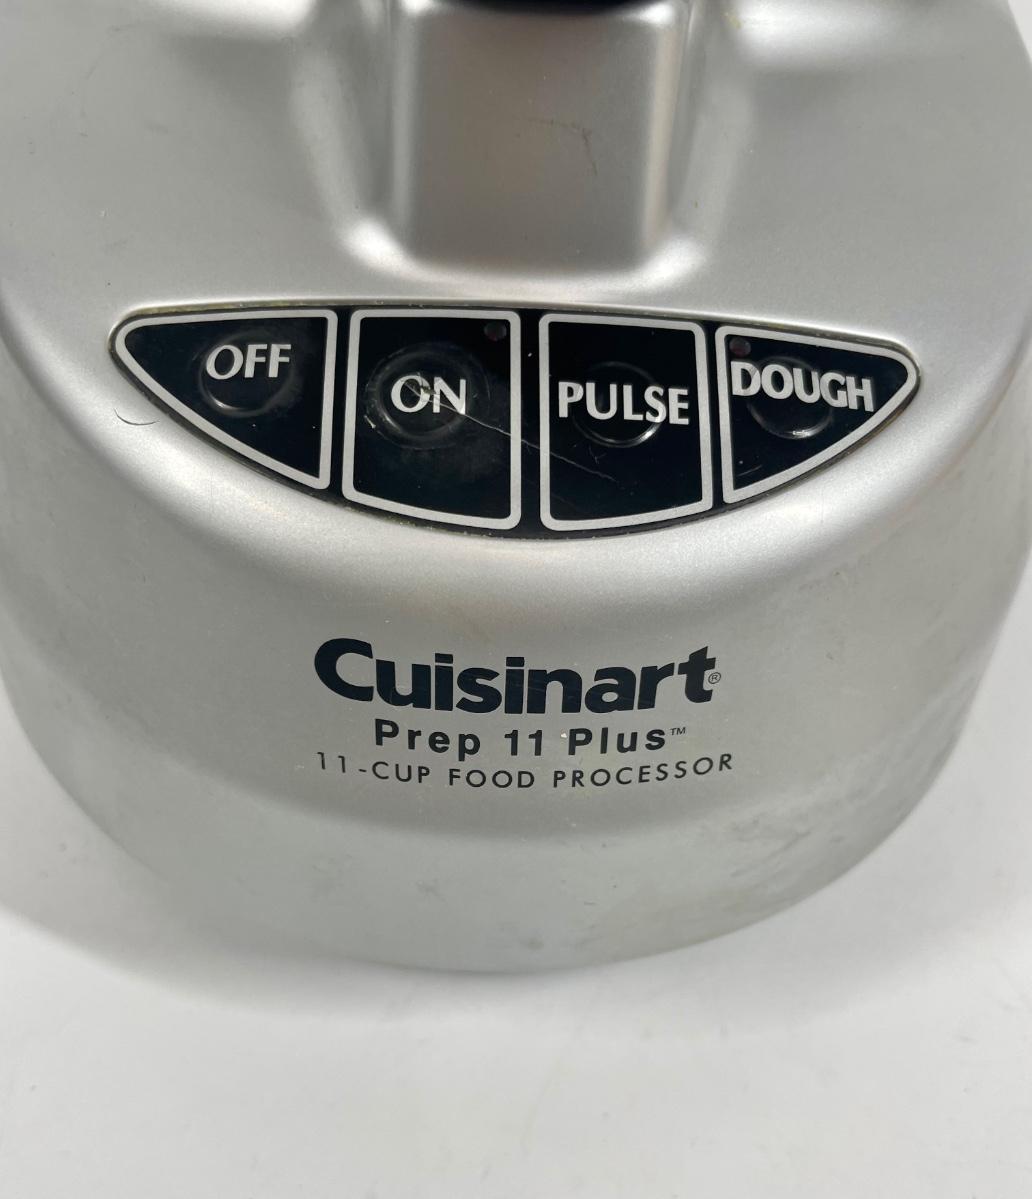 OFF
ON
PULSE
DOUGH
Cuisinart®
Prep 11 Plus™
11-CUP FOOD PROCESSOR